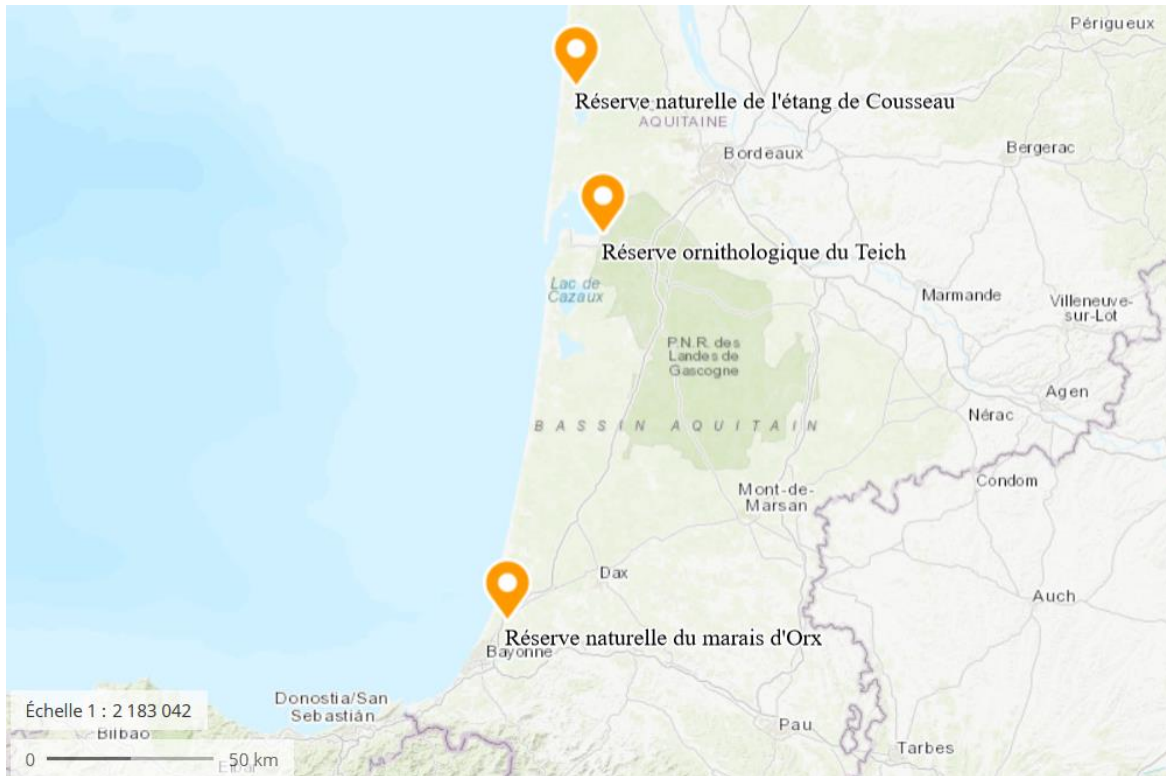 Périgueux
Réserve naturelle de l'étang de Cousseau
AQUITAINE
Bordeaux
Bergerac
Réserve ornithologique du Teich
Lac de
Cazaux
Marmande
Villeneuve-
sur-Lot
P.N.R. des
Landes de
Gascogne
Agen
Nérac
BASSIN AQUITAIN
Condom
Mont-de-
Marsan
Dax
Auch
Réserve naturelle du marais d'Orx
Bayonne
Donostia/San
Sebastián
Échelle 1 : 2 183 042
Pau
Bilbao
Tarbes
0 50 km